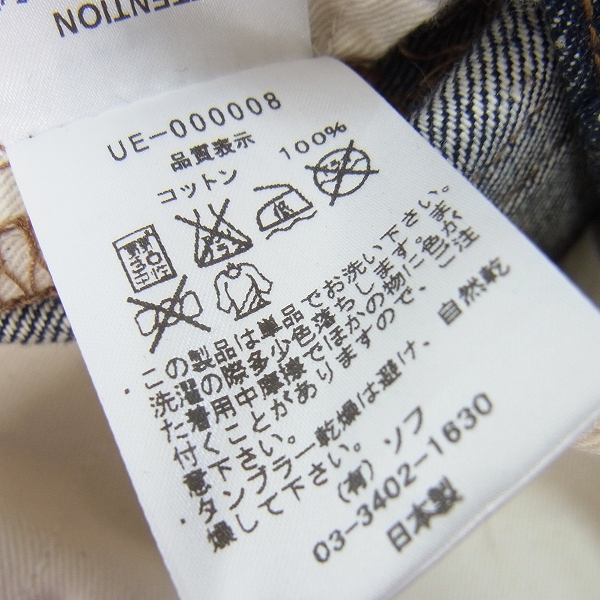 TTENTION
UE-000008
品質表示
コットン 100%
・この製品は単品でお洗い下さい。
洗濯の際多少色落ちします。ま
た着用中摩擦でほかの物に色が
付くことがありますので、ご注
意下さい。
・タンブラー乾燥は避け、自然乾
燥して下さい。
(有) ソフ
03-3402-1630
日本製